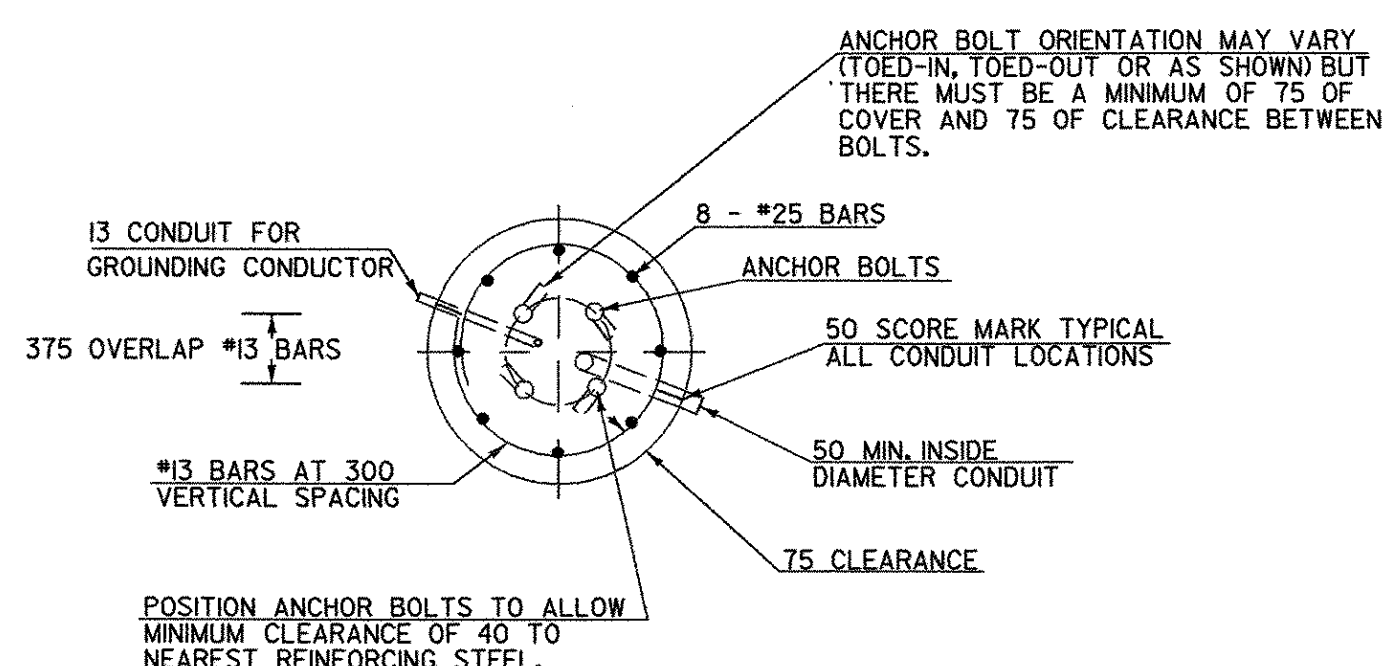 ANCHOR BOLT ORIENTATION MAY VARY
(TOED-IN, TOED-OUT OR AS SHOWN) BUT
THERE MUST BE A MINIMUM OF 75 OF
COVER AND 75 OF CLEARANCE BETWEEN
BOLTS.
8 - #25 BARS
13 CONDUIT FOR
GROUNDING CONDUCTOR
ANCHOR BOLTS
50 SCORE MARK TYPICAL
ALL CONDUIT LOCATIONS
375 OVERLAP #13 BARS
50 MIN. INSIDE
DIAMETER CONDUIT
#13 BARS AT 300
VERTICAL SPACING
75 CLEARANCE
POSITION ANCHOR BOLTS TO ALLOW
MINIMUM CLEARANCE OF 40 TO
NEAREST REINFORCING STEEL.